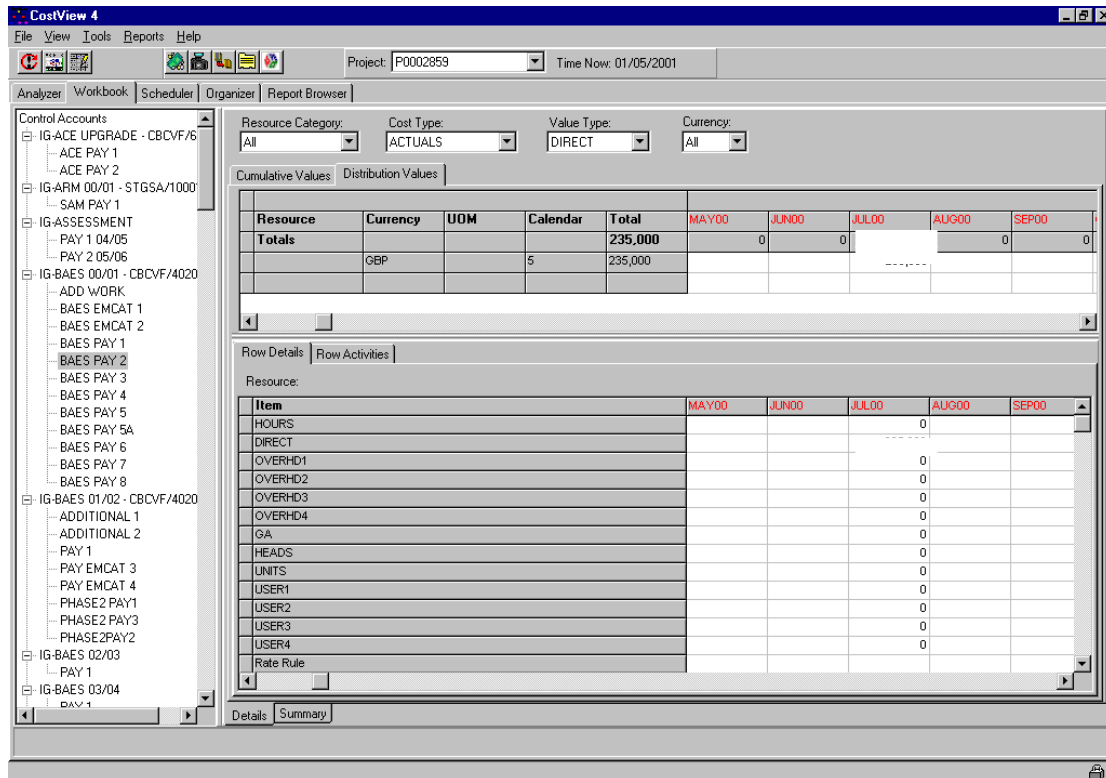 CostView 4
File View Tools Reports Help
Project: P0002859 Time Now: 01/05/2001
Analyzer Workbook Scheduler Organizer Report Browser
Control Accounts
IG-ACE UPGRADE - CBCVF/6
ACE PAY 1
ACE PAY 2
IG-ARM 00/01 - STGSA/1000
SAM PAY 1
IG-ASSESSMENT
PAY 1 04/05
PAY 2 05/06
IG-BAES 00/01 - CBCVF/4020
ADD WORK
BAES EMCAT 1
BAES EMCAT 2
BAES PAY 1
BAES PAY 2
BAES PAY 3
BAES PAY 4
BAES PAY 5
BAES PAY 5A
BAES PAY 6
BAES PAY 7
BAES PAY 8
IG-BAES 01/02 - CBCVF/4020
ADDITIONAL 1
ADDITIONAL 2
PAY 1
PAY EMCAT 3
PAY EMCAT 4
PHASE2 PAY1
PHASE2 PAY3
PHASE2PAY2
IG-BAES 02/03
PAY 1
IG-BAES 03/04
PAY 1
Resource Category: Cost Type: Value Type: Currency:
All ACTUALS DIRECT All
Cumulative Values Distribution Values
Resource Currency UOM Calendar Total MAY00 JUN00 JUL00 AUG00 SEP00
Totals 235,000 0 0 0 0
GBP 5 235,000
Row Details Row Activities
Resource:
Item MAY00 JUN00 JUL00 AUG00 SEP00
HOURS 0
DIRECT
OVERHD1 0
OVERHD2 0
OVERHD3 0
OVERHD4 0
GA 0
HEADS 0
UNITS 0
USER1 0
USER2 0
USER3 0
USER4 0
Rate Rule
Details Summary